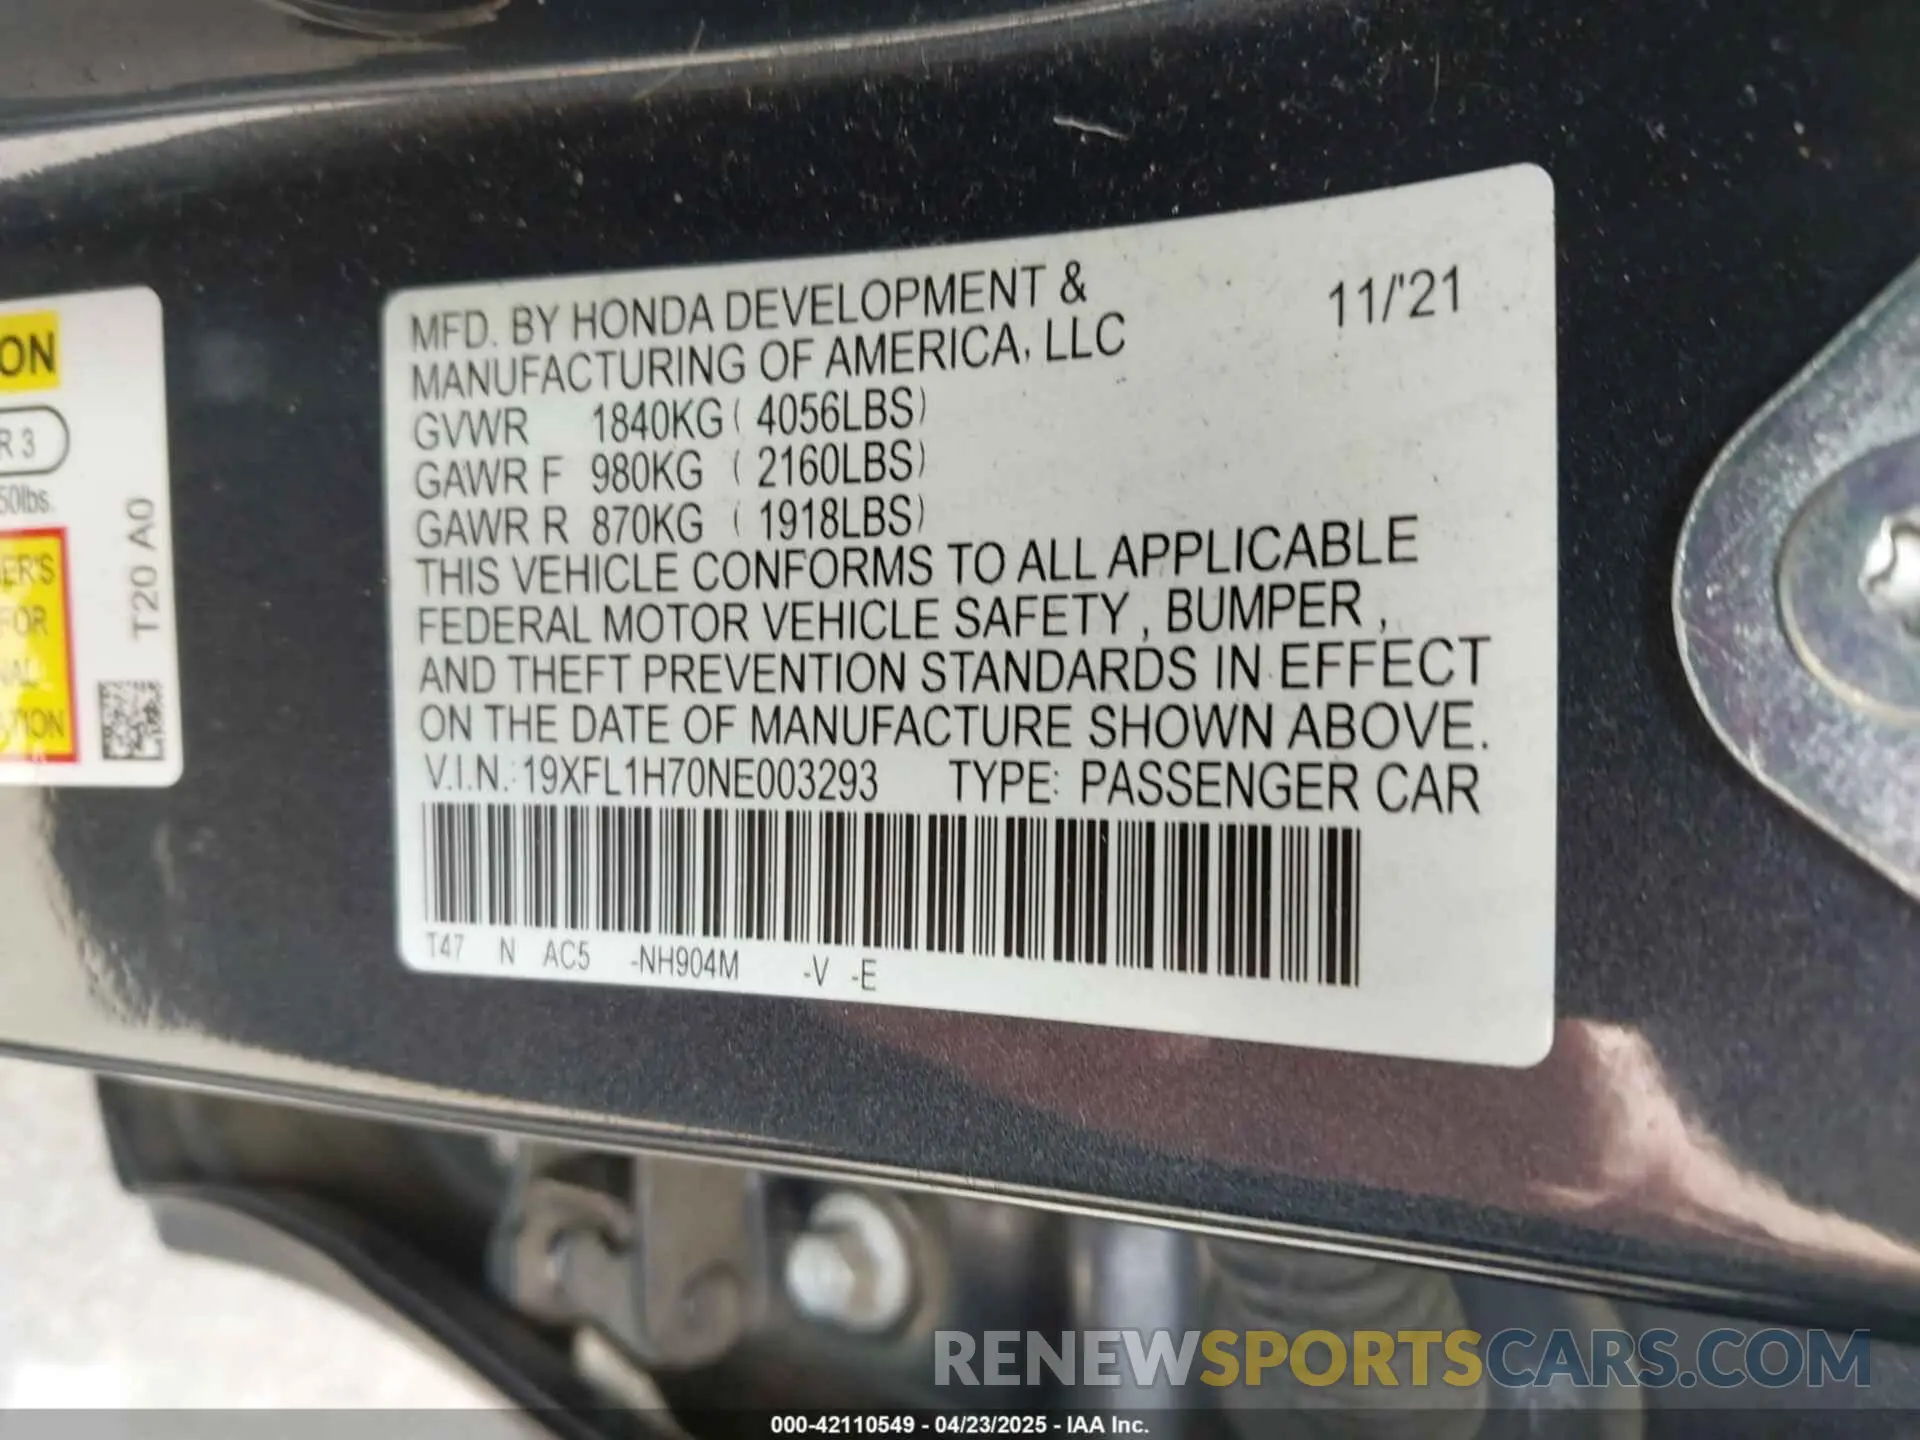 ON
R 3
50lbs.
ER'S
FOR
T20 A0
MFD. BY HONDA DEVELOPMENT &
MANUFACTURING OF AMERICA, LLC
11/'21
GVWR 1840KG ( 4056LBS)
GAWR F 980KG ( 2160LBS)
GAWR R 870KG ( 1918LBS)
THIS VEHICLE CONFORMS TO ALL APPLICABLE
FEDERAL MOTOR VEHICLE SAFETY , BUMPER ,
AND THEFT PREVENTION STANDARDS IN EFFECT
ON THE DATE OF MANUFACTURE SHOWN ABOVE.
V.I.N.: 19XFL1H70NE003293 TYPE: PASSENGER CAR
T47 N AC5 -NH904M -V -E
RENEWSPORTSCARS.COM
000-42110549 - 04/23/2025 - IAA Inc.